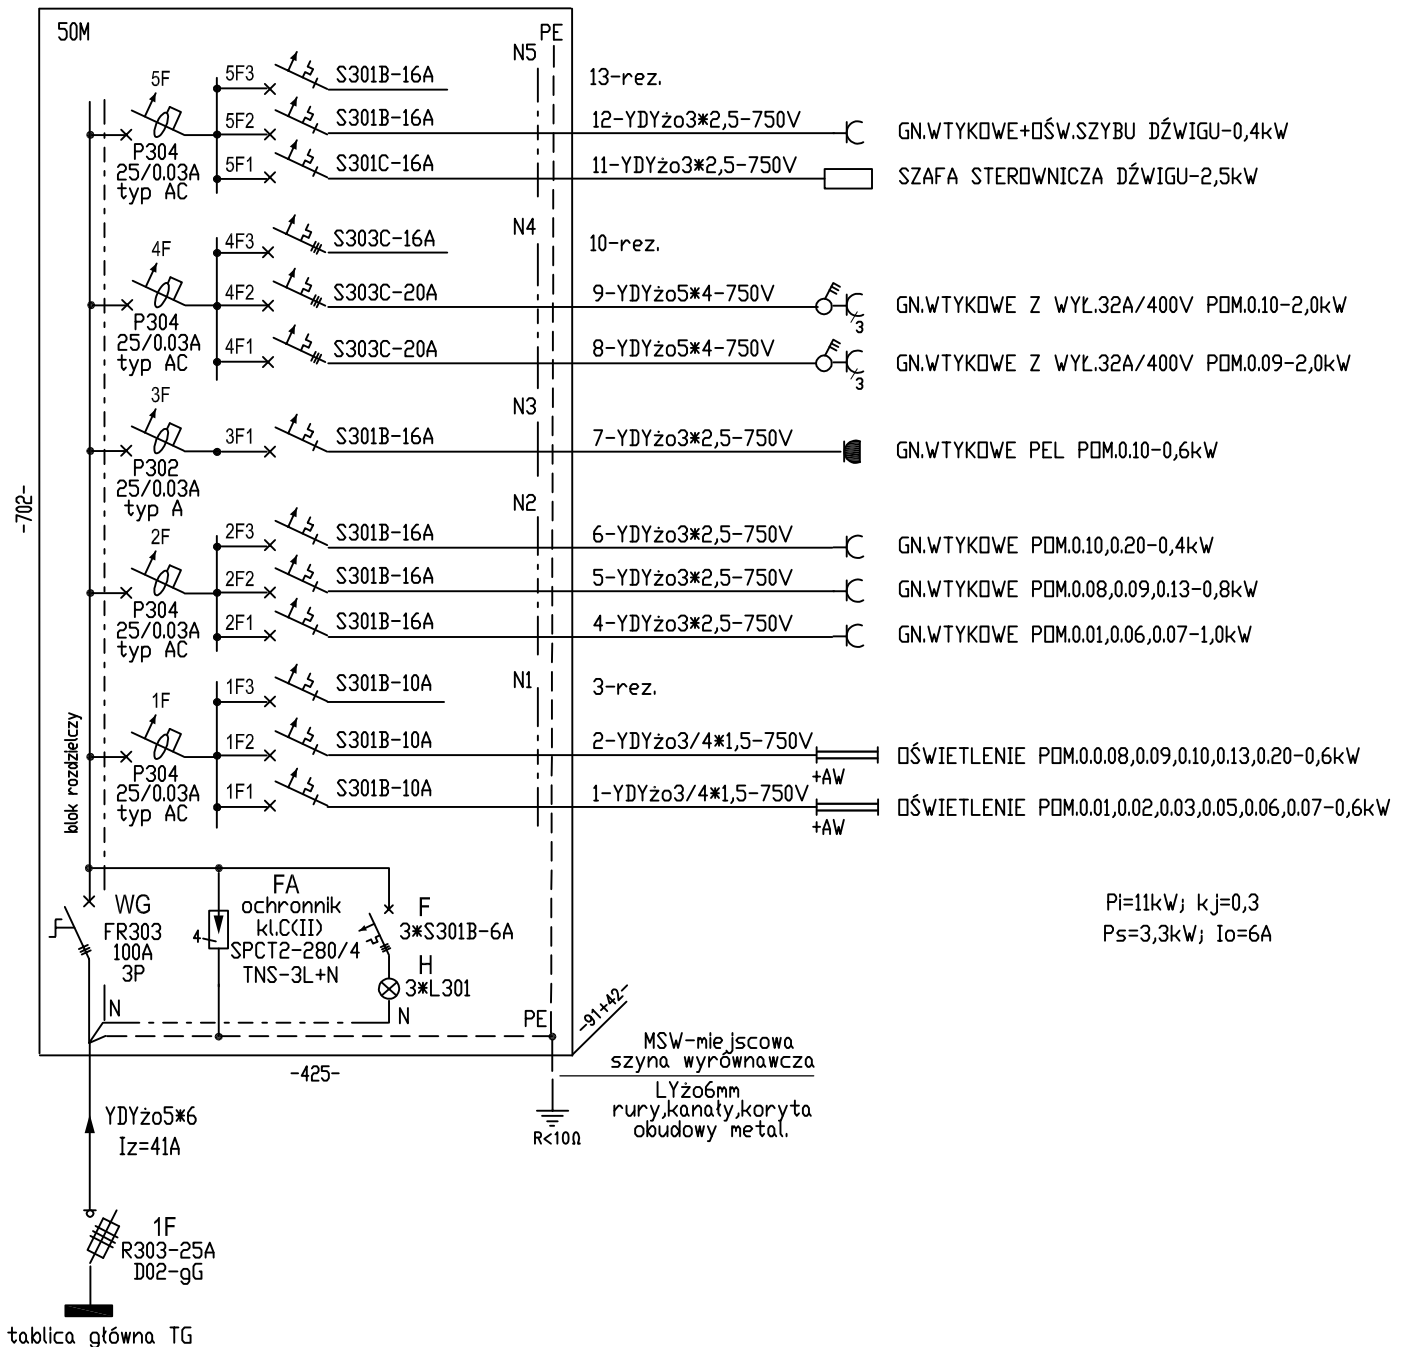 50M
PE
N5
5F
5F3
S301B-16A
13-rez.
5F2
S301B-16A
12-YDYżo3*2,5-750V
GN.WTYKOWE+OŚW.SZYBU DŹWIGU-0,4kW
P304
25/0.03A
typ AC
5F1
S301C-16A
11-YDYżo3*2,5-750V
SZAFA STEROWNICZA DŹWIGU-2,5kW
N4
4F
4F3
S303C-16A
10-rez.
4F2
S303C-20A
9-YDYżo5*4-750V
3
GN.WTYKOWE Z WYŁ.32A/400V POM.0.10-2,0kW
P304
25/0.03A
typ AC
4F1
S303C-20A
8-YDYżo5*4-750V
3
GN.WTYKOWE Z WYŁ.32A/400V POM.0.09-2,0kW
N3
3F
3F1
S301B-16A
7-YDYżo3*2,5-750V
GN.WTYKOWE PEL POM.0.10-0,6kW
P302
25/0.03A
typ A
-702-
N2
2F
2F3
S301B-16A
6-YDYżo3*2,5-750V
GN.WTYKOWE POM.0.10,0.20-0,4kW
2F2
S301B-16A
5-YDYżo3*2,5-750V
GN.WTYKOWE POM.0.08,0.09,0.13-0,8kW
P304
25/0.03A
typ AC
2F1
S301B-16A
4-YDYżo3*2,5-750V
GN.WTYKOWE POM.0.01,0.06,0.07-1,0kW
N1
1F
1F3
S301B-10A
3-rez.
1F2
S301B-10A
2-YDYżo3/4*1,5-750V
+AW
OŚWIETLENIE POM.0.0.08,0.09,0.10,0.13,0.20-0,6kW
P304
25/0.03A
typ AC
1F1
S301B-10A
1-YDYżo3/4*1,5-750V
+AW
OŚWIETLENIE POM.0.01,0.02,0.03,0.05,0.06,0.07-0,6kW
blok rozdzielczy
WG
FR303
100A
3P
FA
ochronnik
kl.C(II)
SPCT2-280/4
TNS-3L+N
4
F
3*S301B-6A
H
3*L301
Pi=11kW; kj=0,3
Ps=3,3kW; Io=6A
N
N
PE
-91+42-
-425-
MSW-miejscowa
szyna wyrównawcza
LYżo6mm
rury,kanały,koryta
obudowy metal.
R<10Ω
YDYżo5*6
Iz=41A
1F
R303-25A
D02-gG
tablica główna TG